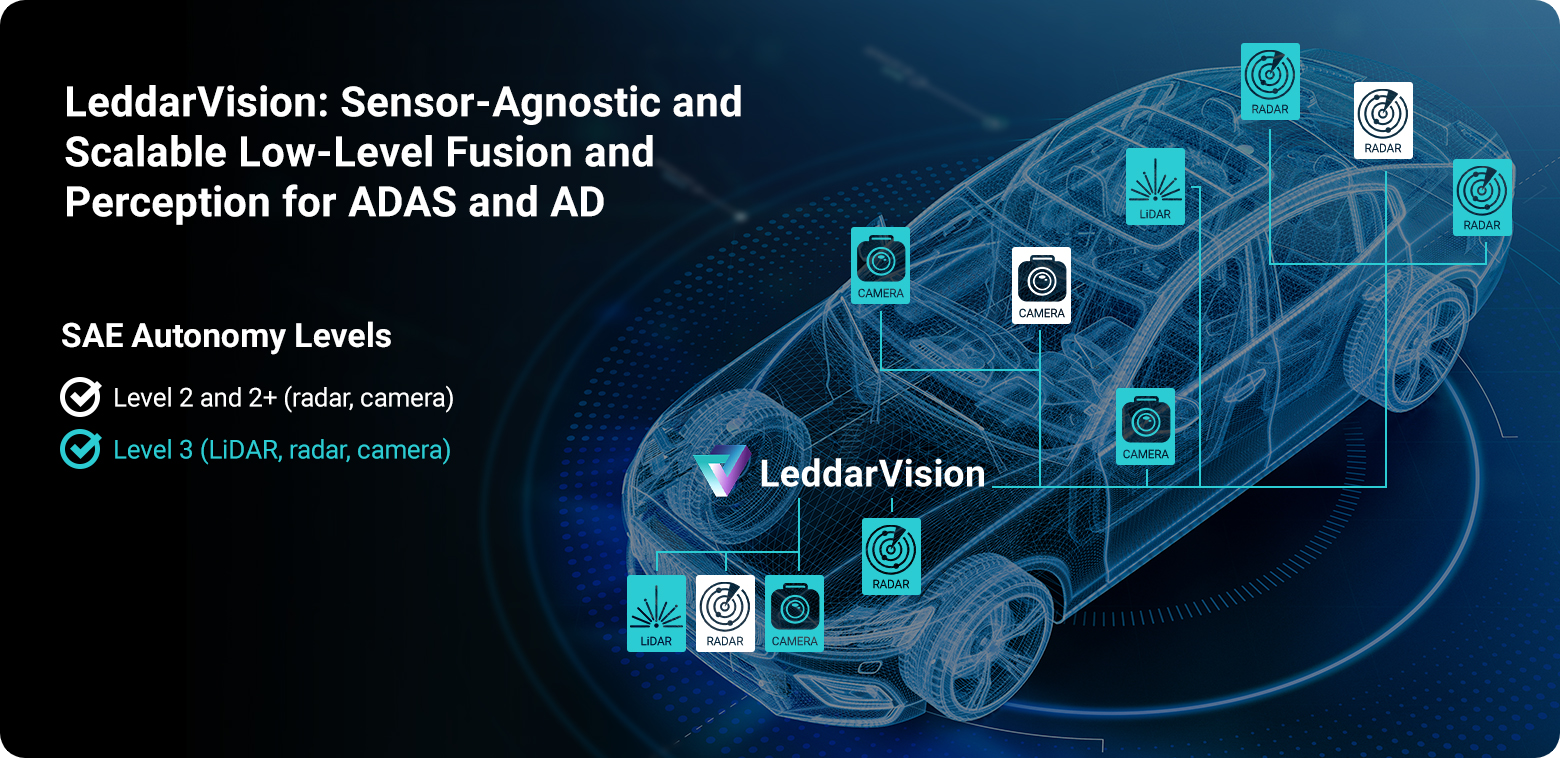 LeddarVision: Sensor-Agnostic and
Scalable Low-Level Fusion and
Perception for ADAS and AD
SAE Autonomy Levels
Level 2 and 2+ (radar, camera)
Level 3 (LiDAR, radar, camera)
RADAR
RADAR
RADAR
LiDAR
CAMERA
CAMERA
CAMERA
LeddarVision
RADAR
LiDAR
RADAR
CAMERA